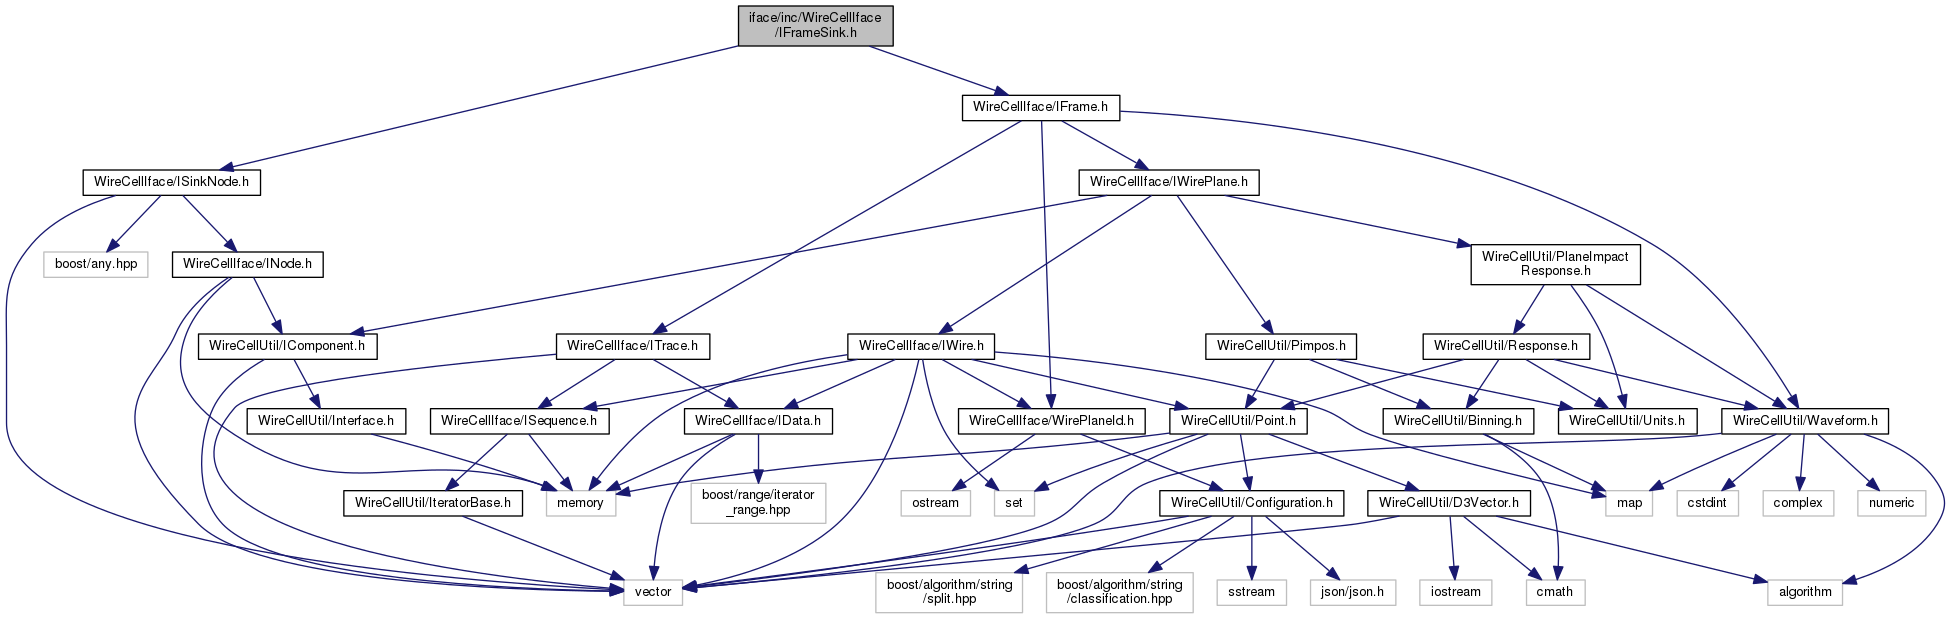 iface/inc/WireCellIface
/IFrameSink.h
WireCellIface/IFrame.h
WireCellIface/ISinkNode.h
WireCellIface/IWirePlane.h
boost/any.hpp
WireCellIface/INode.h
WireCellUtil/PlaneImpact
Response.h
WireCellUtil/IComponent.h
WireCellIface/ITrace.h
WireCellIface/IWire.h
WireCellUtil/Pimpos.h
WireCellUtil/Response.h
WireCellUtil/Interface.h
WireCellIface/ISequence.h
WireCellIface/IData.h
WireCellIface/WirePlaneId.h
WireCellUtil/Point.h
WireCellUtil/Binning.h
WireCellUtil/Units.h
WireCellUtil/Waveform.h
WireCellUtil/IteratorBase.h
memory
boost/range/iterator
_range.hpp
ostream
set
WireCellUtil/Configuration.h
WireCellUtil/D3Vector.h
map
cstdint
complex
numeric
vector
boost/algorithm/string
/split.hpp
boost/algorithm/string
/classification.hpp
sstream
json/json.h
iostream
cmath
algorithm